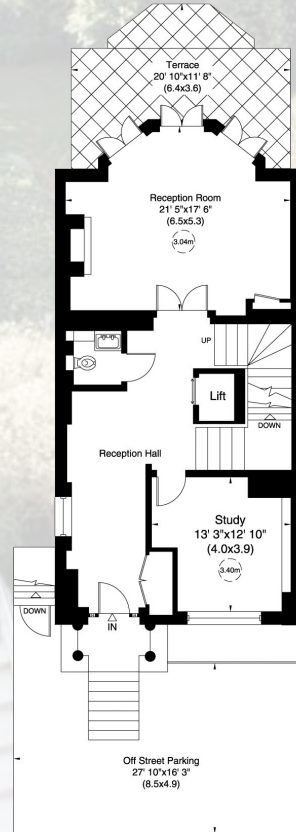 Terrace
20' 10"x11' 8"
(6.4x3.6)
Reception Room
21' 5"x17' 6"
(6.5x5.3)
3.04m
UP
Lift
DOWN
Reception Hall
Study
13' 3"x12' 10"
(4.0x3.9)
3.40m
DOWN
IN
Off Street Parking
27' 10"x16' 3"
(8.5x4.9)